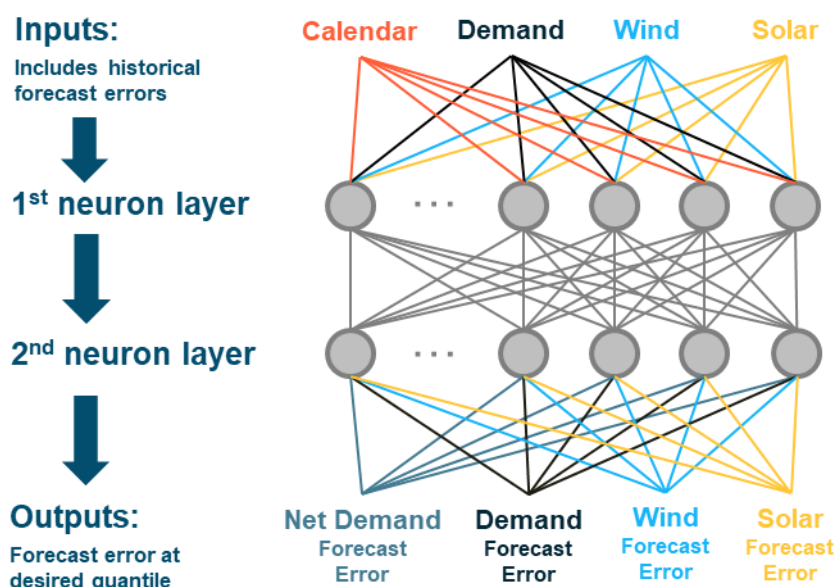 Inputs:
Includes historical
forecast errors
Calendar
Demand
Wind
Solar
1st neuron layer
...
2nd neuron layer
...
Outputs:
Forecast error at
desired quantile
Net Demand
Forecast
Error
Demand
Forecast
Error
Wind
Forecast
Error
Solar
Forecast
Error